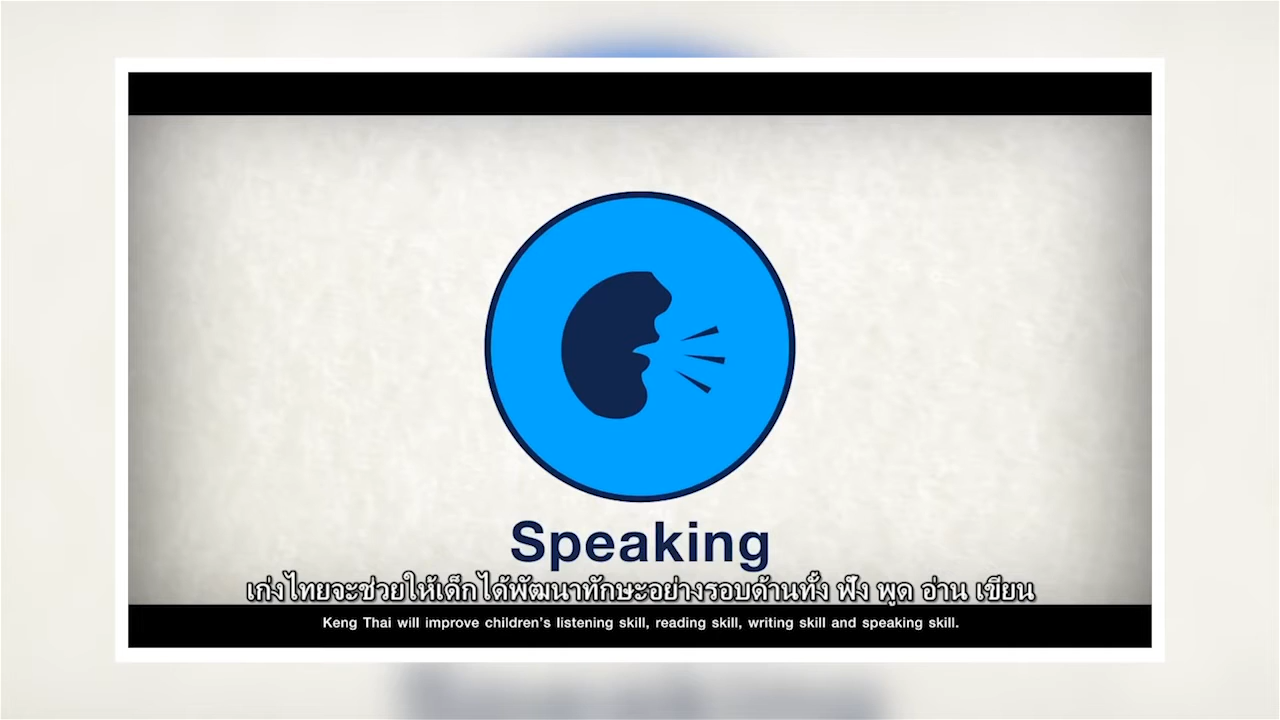 Speaking
เก่งไทยจะช่วยให้เด็กได้พัฒนาทักษะอย่างรอบด้านทั้ง ฟัง พูด อ่าน เขียน
Keng Thai will improve children's listening skill, reading skill, writing skill and speaking skill.